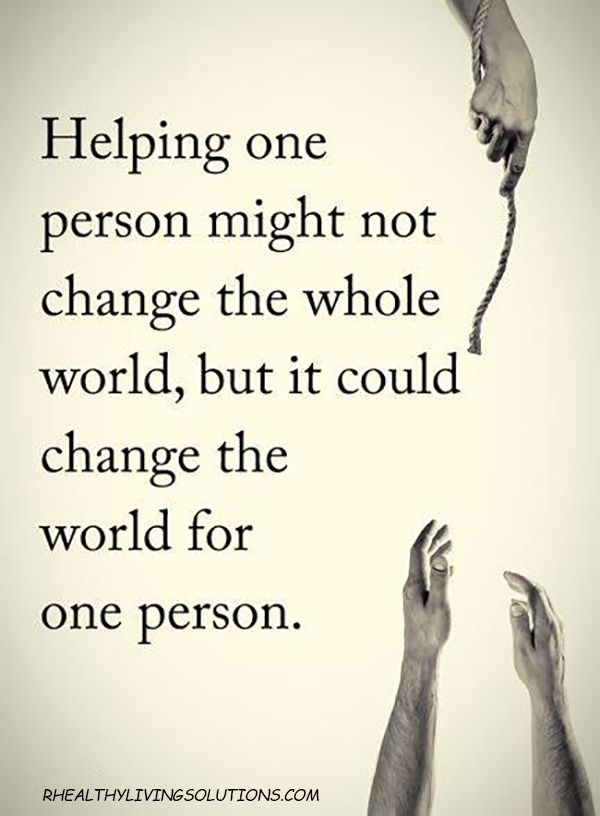 Helping one
person might not
change the whole
world, but it could
change the
world for
one person.
RHEALTHYLIVINGSOLUTIONS.COM